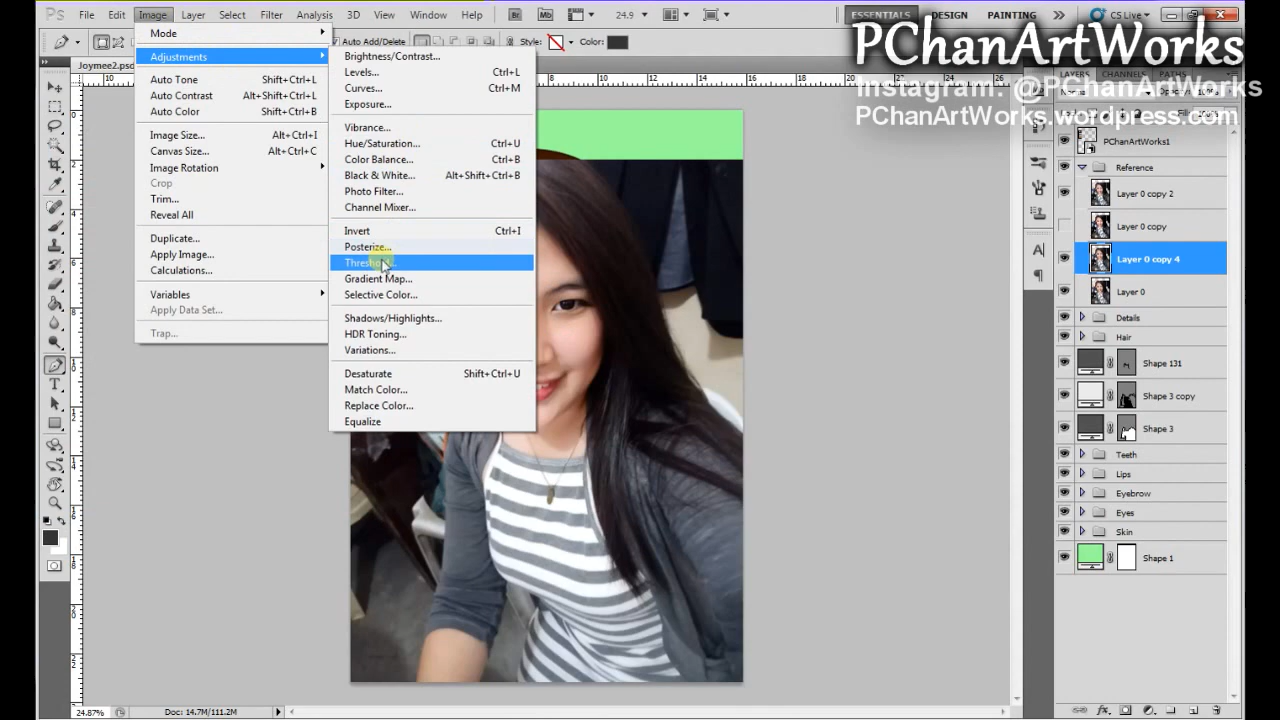 Ps File Edit Image Layer Select Filter Analysis 3D View Window Help Br Mb 24.9 ESSENTIALS DESIGN PAINTING CS Live
PChanArtWorks
Instagram: @PChanArtWorks
PChanArtWorks.wordpress.com
Auto Add/Delete Style: Color:
Joymee2.psd
Mode
Adjustments
Auto Tone Shift+Ctrl+L
Auto Contrast Alt+Shift+Ctrl+L
Auto Color Shift+Ctrl+B
Image Size... Alt+Ctrl+I
Canvas Size... Alt+Ctrl+C
Image Rotation
Crop
Trim...
Reveal All
Duplicate...
Apply Image...
Calculations...
Variables
Apply Data Set...
Trap...
Brightness/Contrast...
Levels... Ctrl+L
Curves... Ctrl+M
Exposure...
Vibrance...
Hue/Saturation... Ctrl+U
Color Balance... Ctrl+B
Black & White... Alt+Shift+Ctrl+B
Photo Filter...
Channel Mixer...
Invert Ctrl+I
Posterize...
Gradient Map...
Selective Color...
Shadows/Highlights...
HDR Toning...
Variations...
Desaturate Shift+Ctrl+U
Match Color...
Replace Color...
Equalize
LAYERS CHANNELS PATHS
PChanArtWorks1
Reference
Layer 0 copy 2
Layer 0 copy
Layer 0 copy 4
Layer 0
Details
Hair
Shape 131
Shape 3 copy
Shape 3
Teeth
Lips
Eyebrow
Eyes
Skin
Shape 1
24.87% Doc: 14.7M/111.2M